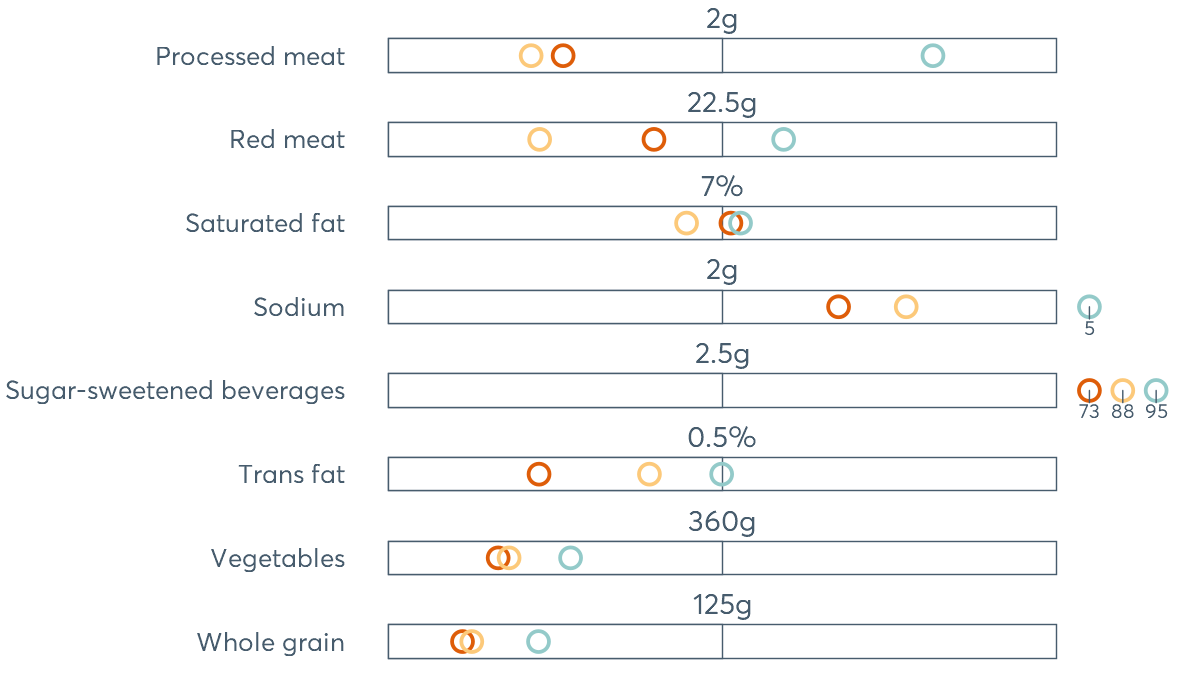 2g
Processed meat
22.5g
Red meat
7%
Saturated fat
2g
Sodium
5
2.5g
Sugar-sweetened beverages
73 88 95
0.5%
Trans fat
360g
Vegetables
125g
Whole grain